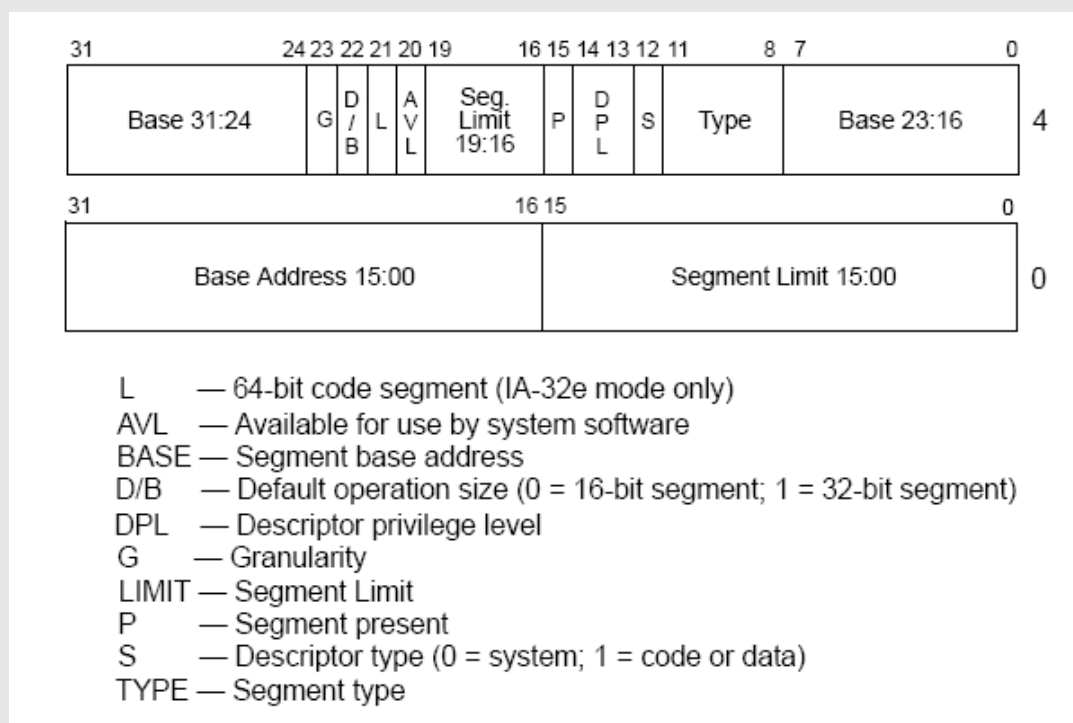 31 24 23 22 21 20 19 16 15 14 13 12 11 8 7 0
Base 31:24 G D/B L AVL Seg. Limit 19:16 P DPL S Type Base 23:16 4
31 16 15 0
Base Address 15:00 Segment Limit 15:00 0
L — 64-bit code segment (IA-32e mode only)
AVL — Available for use by system software
BASE — Segment base address
D/B — Default operation size (0 = 16-bit segment; 1 = 32-bit segment)
DPL — Descriptor privilege level
G — Granularity
LIMIT — Segment Limit
P — Segment present
S — Descriptor type (0 = system; 1 = code or data)
TYPE — Segment type